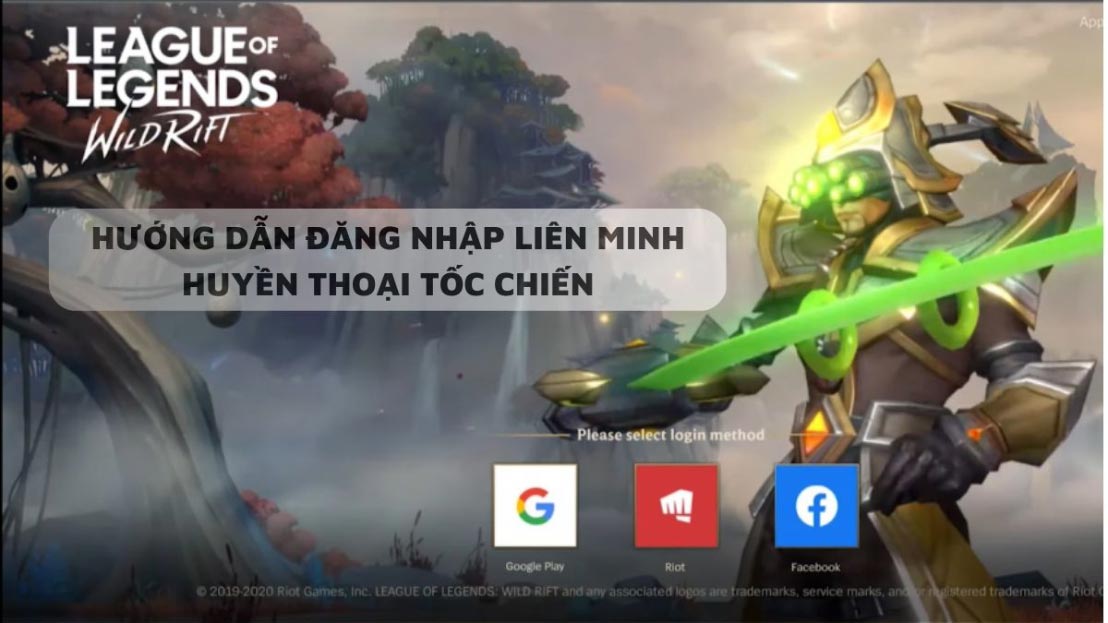 App
LEAGUE OF
LEGENDS
WILD RIFT
HƯỚNG DẪN ĐĂNG NHẬP LIÊN MINH
HUYỀN THOẠI TỐC CHIẾN
Please select login method
Google Play
Riot
Facebook
© 2019-2020 Riot Games, Inc. LEAGUE OF LEGENDS: WILD RIFT and any associated logos are trademarks, service marks, and/or registered trademarks of Riot G